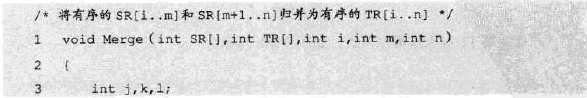 /* 将有序的SR[i..m]和SR[m+1..n]归并为有序的TR[i..n] */
1 void Merge(int SR[],int TR[],int i,int m,int n)
2 {
3 int j,k,l;